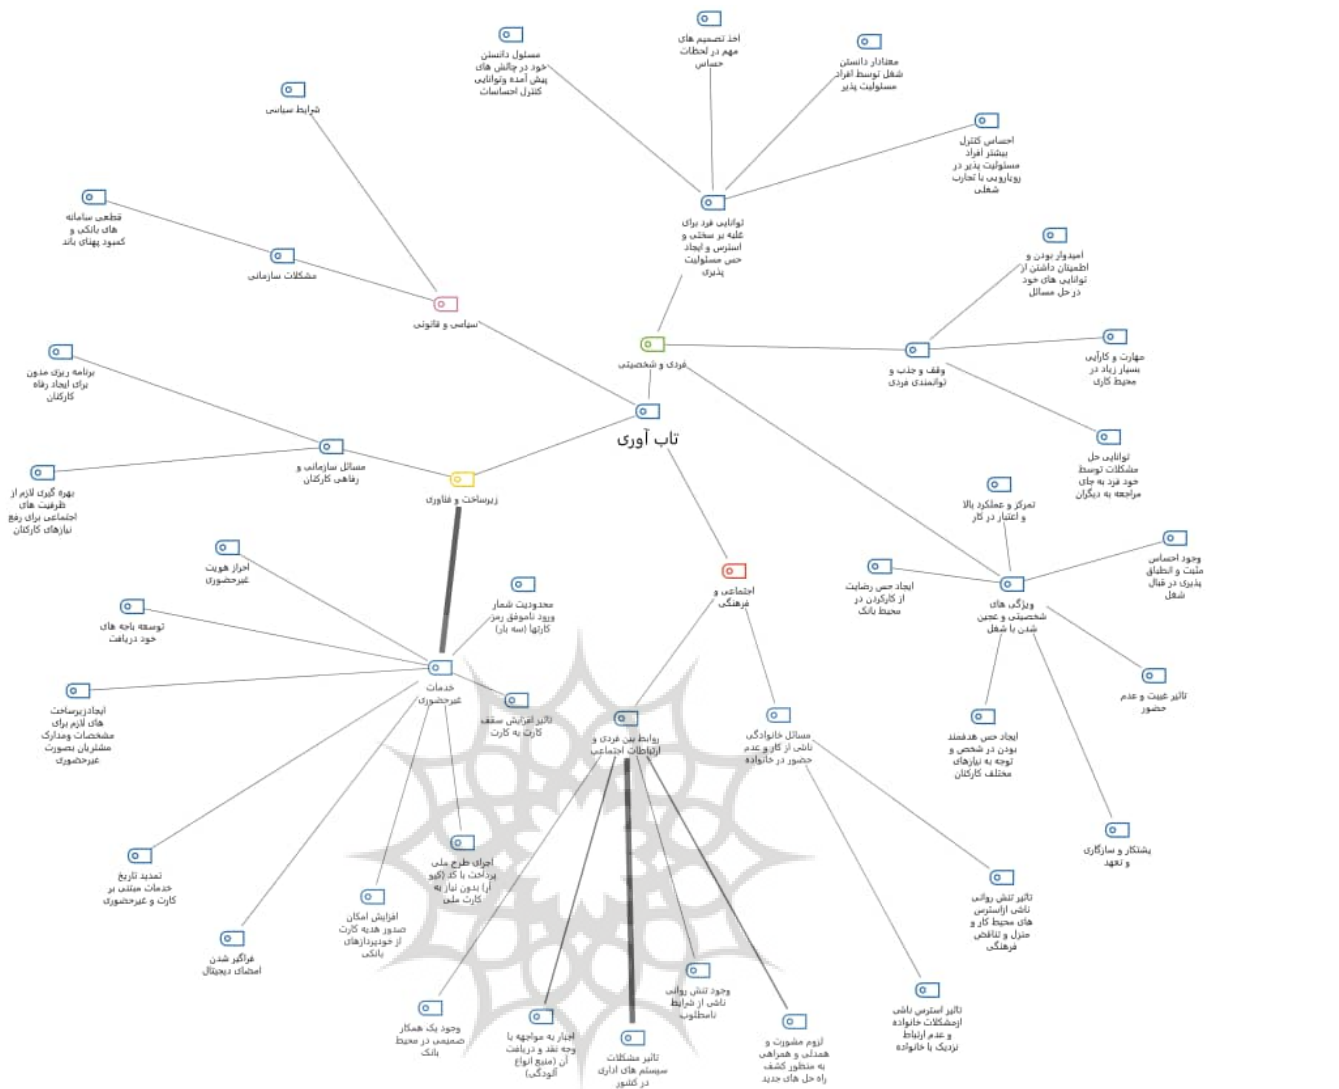 مسئول دانستن
خود در چالش های
پیش آمده وتوانایی
کنترل احساسات
اخذ تصمیم های
مهم در لحظات
حساس
معنادار دانستن
شغل توسط افراد
مسئولیت پذیر
شرایط سیاسی
احساس کنترل
بیشتر افراد
مسئولیت پذیر در
رویارویی با تجارب
شغلی
قطعی سامانه
های بانکی و
کمبود پهنای باند
توانایی فرد برای
غلبه بر سختی و
استرس و ایجاد
حس مسئولیت
پذیری
مشکلات سازمانی
امیدوار بودن و
اطمینان داشتن از
توانایی های خود
در حل مسائل
سیاسی و قانونی
فردی و شخصیتی
وقف و جذب و
توانمندی فردی
مهارت و کارآیی
بسیار زیاد در
محیط کاری
برنامه ریزی مدون
برای ایجاد رفاه
کارکنان
تاب آوری
توانایی حل
مشکلات توسط
خود فرد به جای
مراجعه به دیگران
مسائل سازمانی و
رفاهی کارکنان
بهره گیری لازم از
ظرفیت های
اجتماعی برای رفع
نیازهای کارکنان
زیرساخت و فناوری
تمرکز و عملکرد بالا
و اعتبار در کار
احراز هویت
غیرحضوری
وجود احساس
مثبت و انطباق
پذیری در قبال
شغل
ایجاد حس رضایت
از کارکردن در
محیط بانک
اجتماعی و
فرهنگی
محدودیت شمار
ورود ناموفق رمز
کارتها (سه بار)
ویژگی های
شخصیتی و عجین
شدن با شغل
توسعه باجه های
خود دریافت
خدمات
غیرحضوری
تاثیر غیبت و عدم
حضور
ایجادزیرساخت
های لازم برای
مشخصات ومدارک
مشتریان بصورت
غیرحضوری
تاثیر افزایش سقف
کارت به کارت
روابط بین فردی و
ارتباطات اجتماعی
مسائل خانوادگی
ناشی از کار و عدم
حضور در خانواده
ایجاد حس هدفمند
بودن در شخص و
توجه به نیازهای
مختلف کارکنان
پشتکار و سازگاری
و تعهد
تمدید تاریخ
خدمات مبتنی بر
کارت و غیرحضوری
اجرای طرح ملی
پرداخت با کد (کیو
آر) بدون نیاز به
کارت ملی
تاثیر تنش روانی
ناشی ازاسترس
های محیط کار و
منزل و تناقض
فرهنگی
افزایش امکان
صدور هدیه کارت
از خودپردازهای
بانکی
فراگیر شدن
امضای دیجیتال
وجود تنش روانی
ناشی از شرایط
نامطلوب
تاثیر استرس ناشی
ازمشکلات خانواده
و عدم ارتباط
نزدیک با خانواده
وجود یک همکار
صمیمی در محیط
بانک
اجبار به مواجهه با
وجه نقد و دریافت
آن (منبع انواع
آلودگی)
تاثیر مشکلات
سیستم های اداری
در کشور
لزوم مشورت و
همدلی و همراهی
به منظور کشف
راه حل های جدید